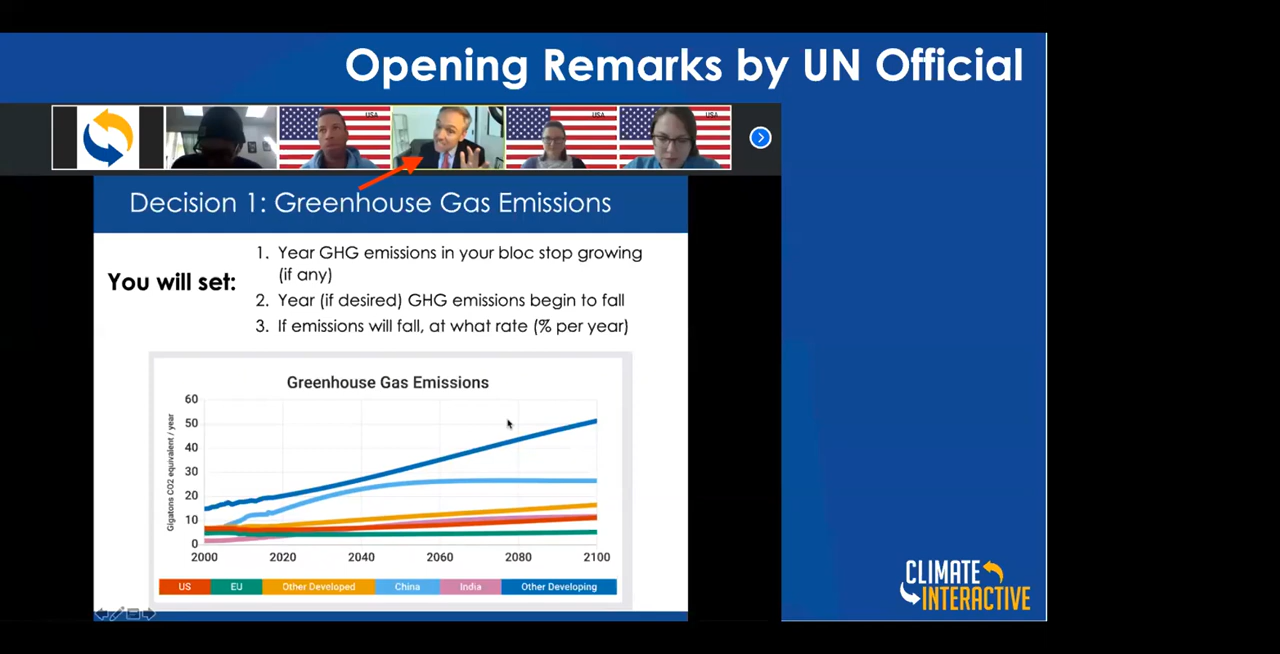 Opening Remarks by UN Official
USA
USA
USA
Decision 1: Greenhouse Gas Emissions
You will set:
1. Year GHG emissions in your bloc stop growing
(if any)
2. Year (if desired) GHG emissions begin to fall
3. If emissions will fall, at what rate (% per year)
Greenhouse Gas Emissions
Gigatons CO2 equivalent / year
60
50
40
30
20
10
0
2000 2020 2040 2060 2080 2100
US EU Other Developed China India Other Developing
CLIMATE
INTERACTIVE